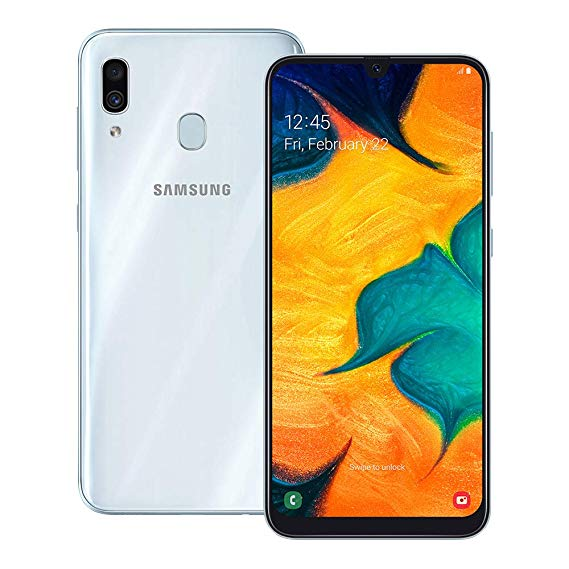 SAMSUNG
12:45
Fri, February 22
Swipe to unlock